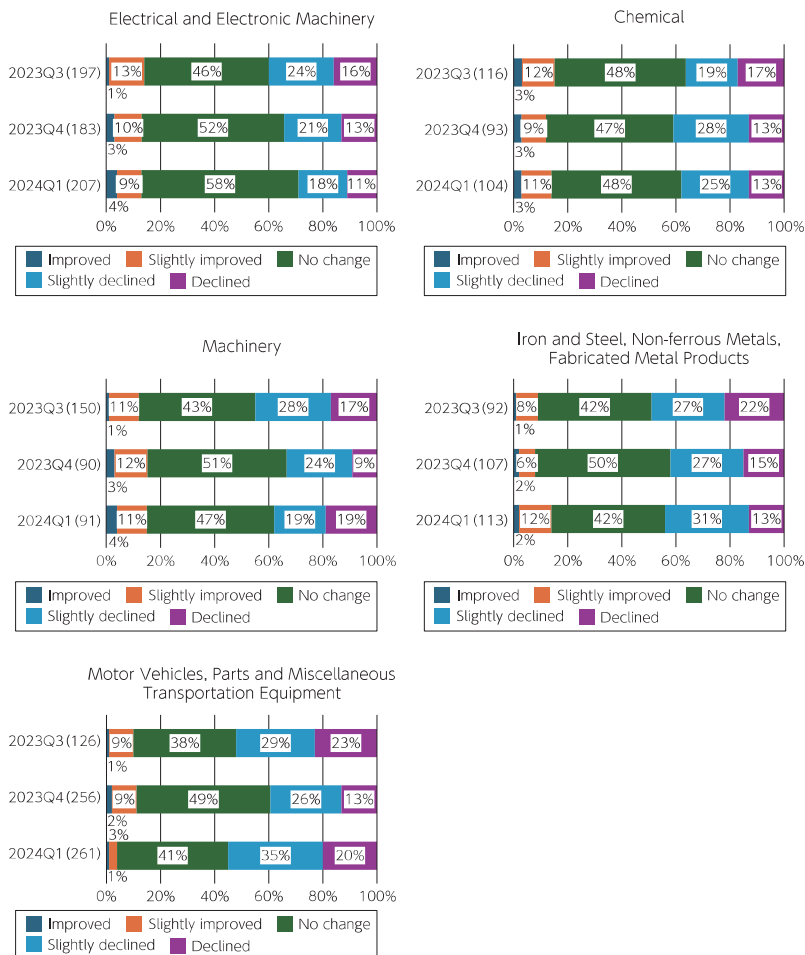 Electrical and Electronic Machinery
2023Q3 (197) 13% 46% 24% 16%
1%
2023Q4 (183) 10% 52% 21% 13%
3%
2024Q1 (207) 9% 58% 18% 11%
4%
0% 20% 40% 60% 80% 100%
Improved Slightly improved No change
Slightly declined Declined
Chemical
2023Q3 (116) 12% 48% 19% 17%
3%
2023Q4 (93) 9% 47% 28% 13%
3%
2024Q1 (104) 11% 48% 25% 13%
3%
0% 20% 40% 60% 80% 100%
Improved Slightly improved No change
Slightly declined Declined
Machinery
2023Q3 (150) 11% 43% 28% 17%
1%
2023Q4 (90) 12% 51% 24% 9%
3%
2024Q1 (91) 11% 47% 19% 19%
4%
0% 20% 40% 60% 80% 100%
Improved Slightly improved No change
Slightly declined Declined
Iron and Steel, Non-ferrous Metals,
Fabricated Metal Products
2023Q3 (92) 8% 42% 27% 22%
1%
2023Q4 (107) 6% 50% 27% 15%
2%
2024Q1 (113) 12% 42% 31% 13%
2%
0% 20% 40% 60% 80% 100%
Improved Slightly improved No change
Slightly declined Declined
Motor Vehicles, Parts and Miscellaneous
Transportation Equipment
2023Q3 (126) 9% 38% 29% 23%
1%
2023Q4 (256) 9% 49% 26% 13%
2%
3%
2024Q1 (261) 41% 35% 20%
1%
0% 20% 40% 60% 80% 100%
Improved Slightly improved No change
Slightly declined Declined